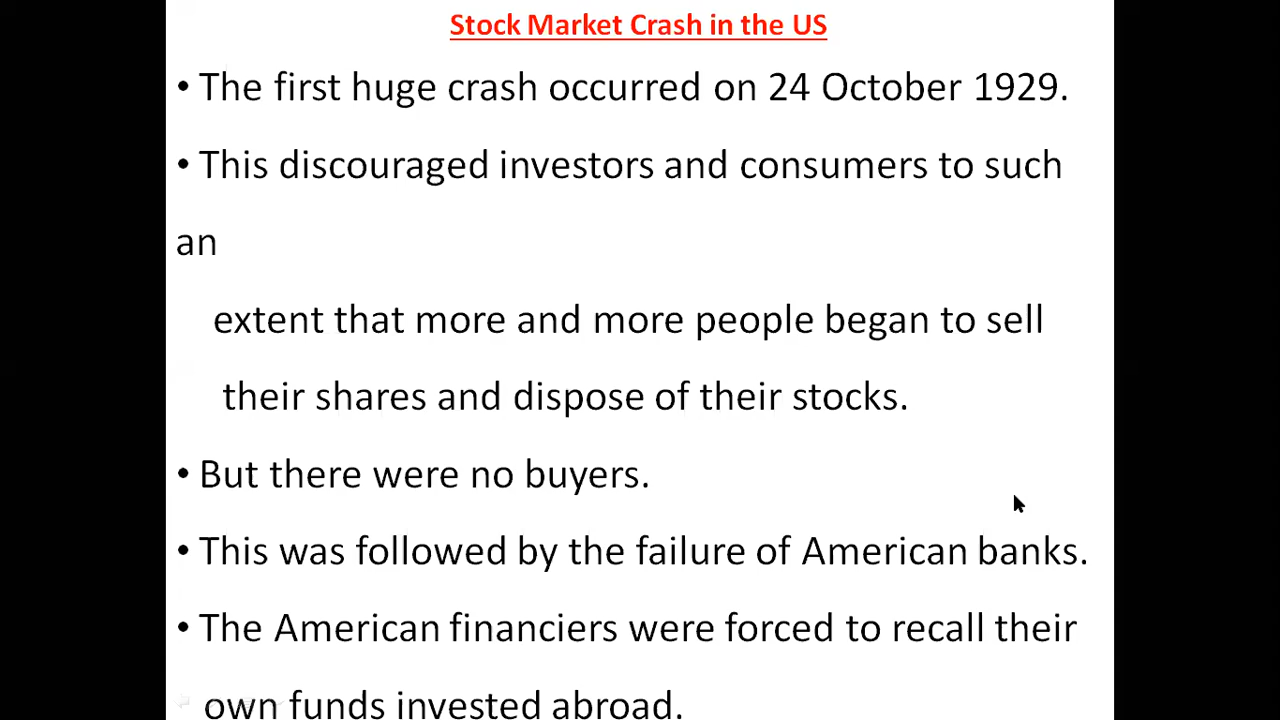 Stock Market Crash in the US
• The first huge crash occurred on 24 October 1929.
• This discouraged investors and consumers to such
an
extent that more and more people began to sell
their shares and dispose of their stocks.
• But there were no buyers.
• This was followed by the failure of American banks.
• The American financiers were forced to recall their
own funds invested abroad.